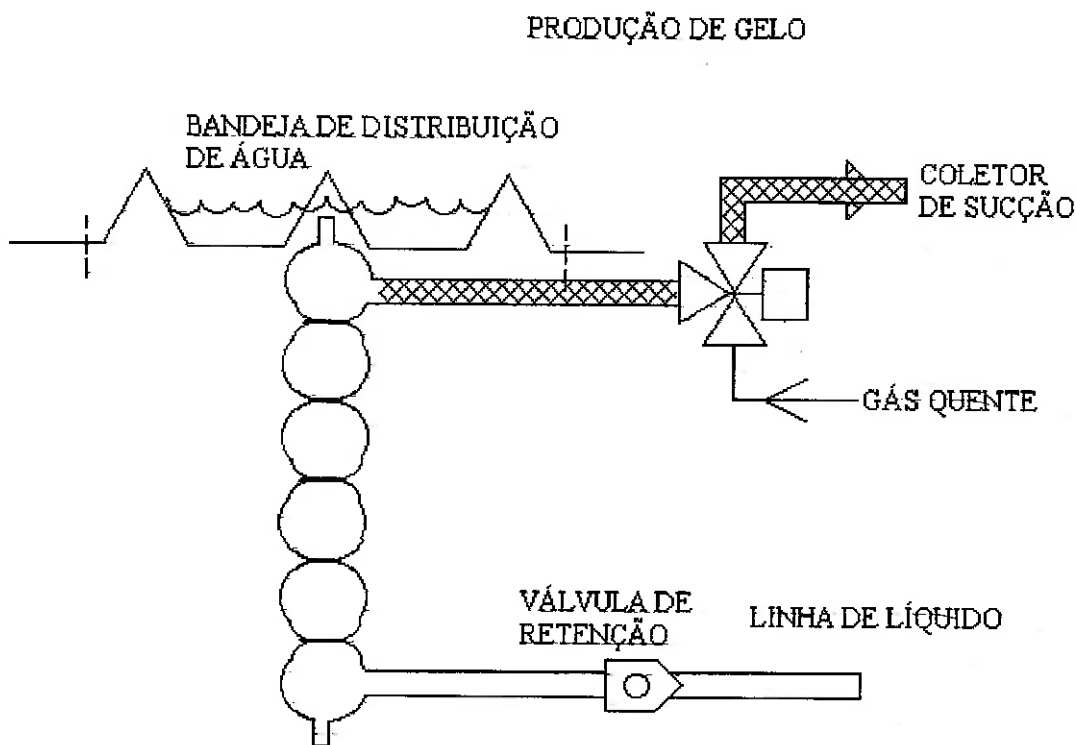 PRODUÇÃO DE GELO
BANDEJA DE DISTRIBUIÇÃO
DE ÁGUA
COLETOR
DE SUCÇÃO
GÁS QUENTE
VÁLVULA DE
RETENÇÃO
LINHA DE LÍQUIDO